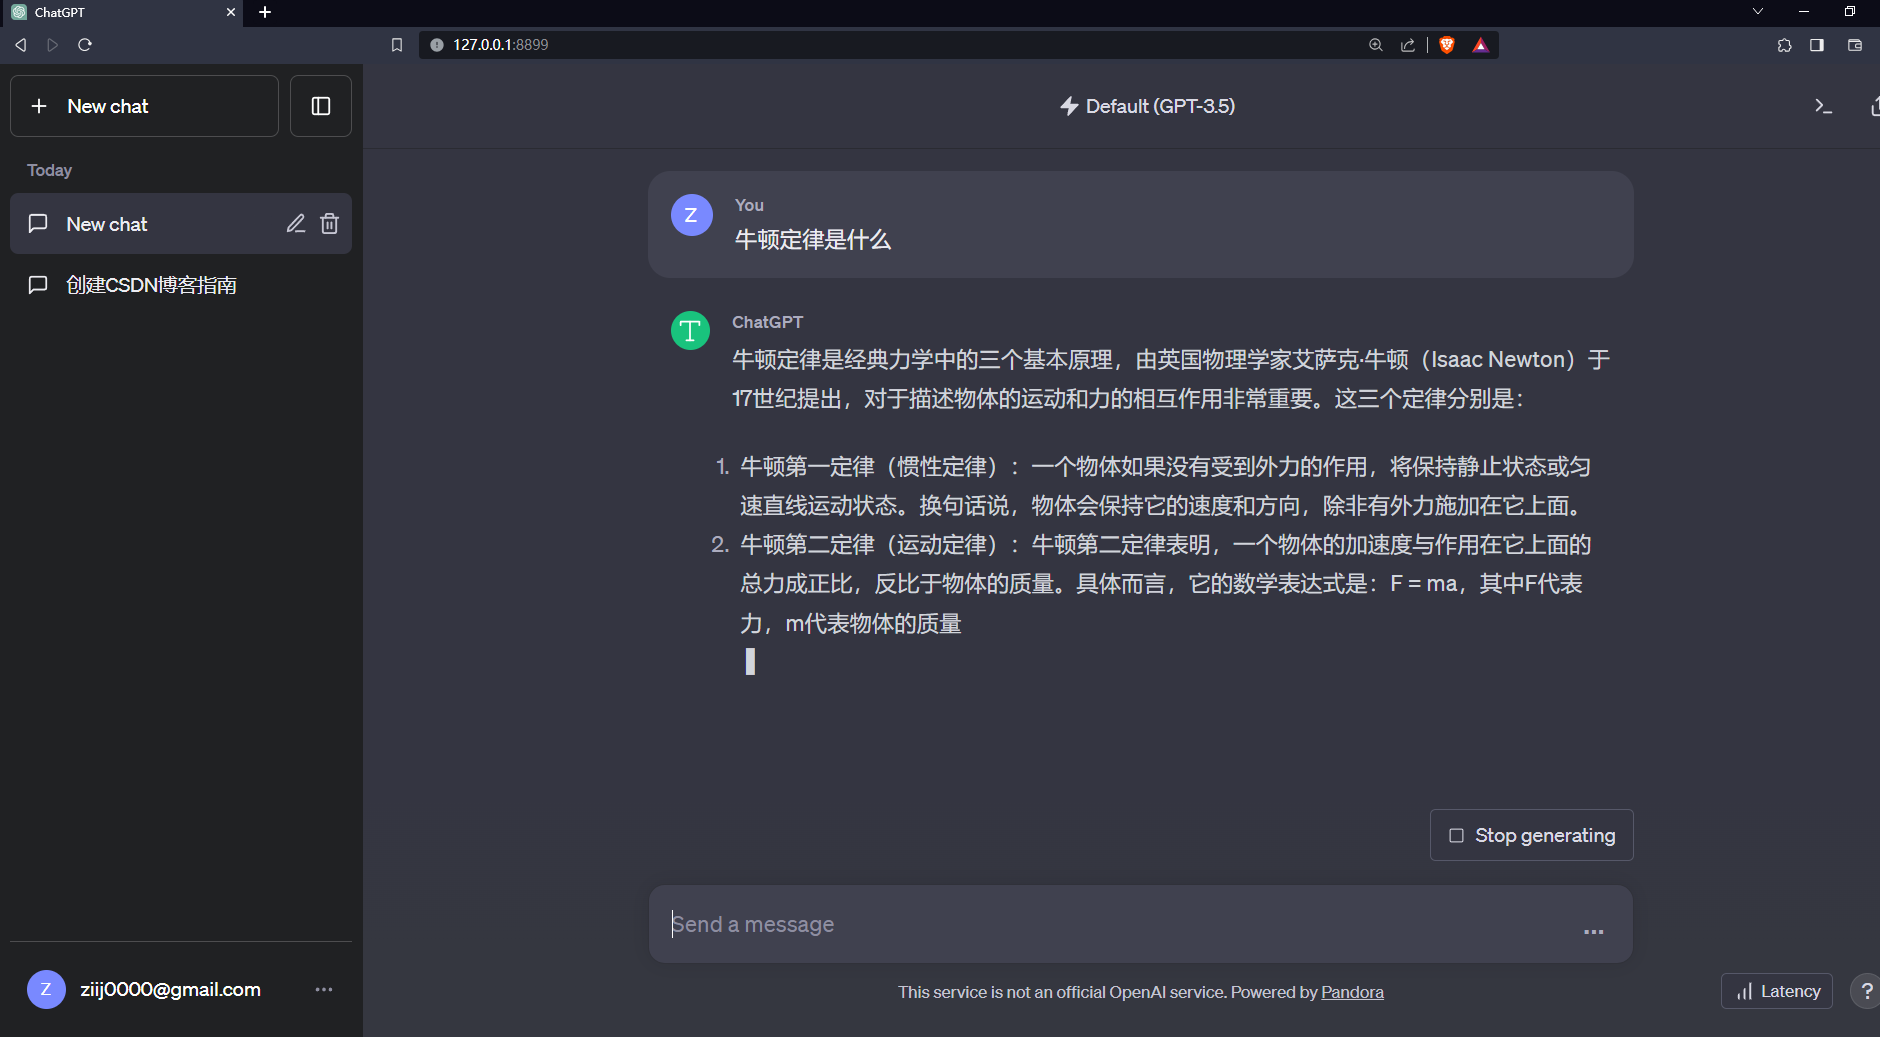 ChatGPT
127.0.0.1:8899
New chat
Default (GPT-3.5)
Today
New chat
创建CSDN博客指南
Z
You
牛顿定律是什么
ChatGPT
牛顿定律是经典力学中的三个基本原理，由英国物理学家艾萨克·牛顿（Isaac Newton）于
17世纪提出，对于描述物体的运动和力的相互作用非常重要。这三个定律分别是：
1. 牛顿第一定律（惯性定律）：一个物体如果没有受到外力的作用，将保持静止状态或匀
速直线运动状态。换句话说，物体会保持它的速度和方向，除非有外力施加在它上面。
2. 牛顿第二定律（运动定律）：牛顿第二定律表明，一个物体的加速度与作用在它上面的
总力成正比，反比于物体的质量。具体而言，它的数学表达式是：F = ma，其中F代表
力，m代表物体的质量
Stop generating
Send a message
Z
ziij0000@gmail.com
This service is not an official OpenAI service. Powered by Pandora
Latency
?